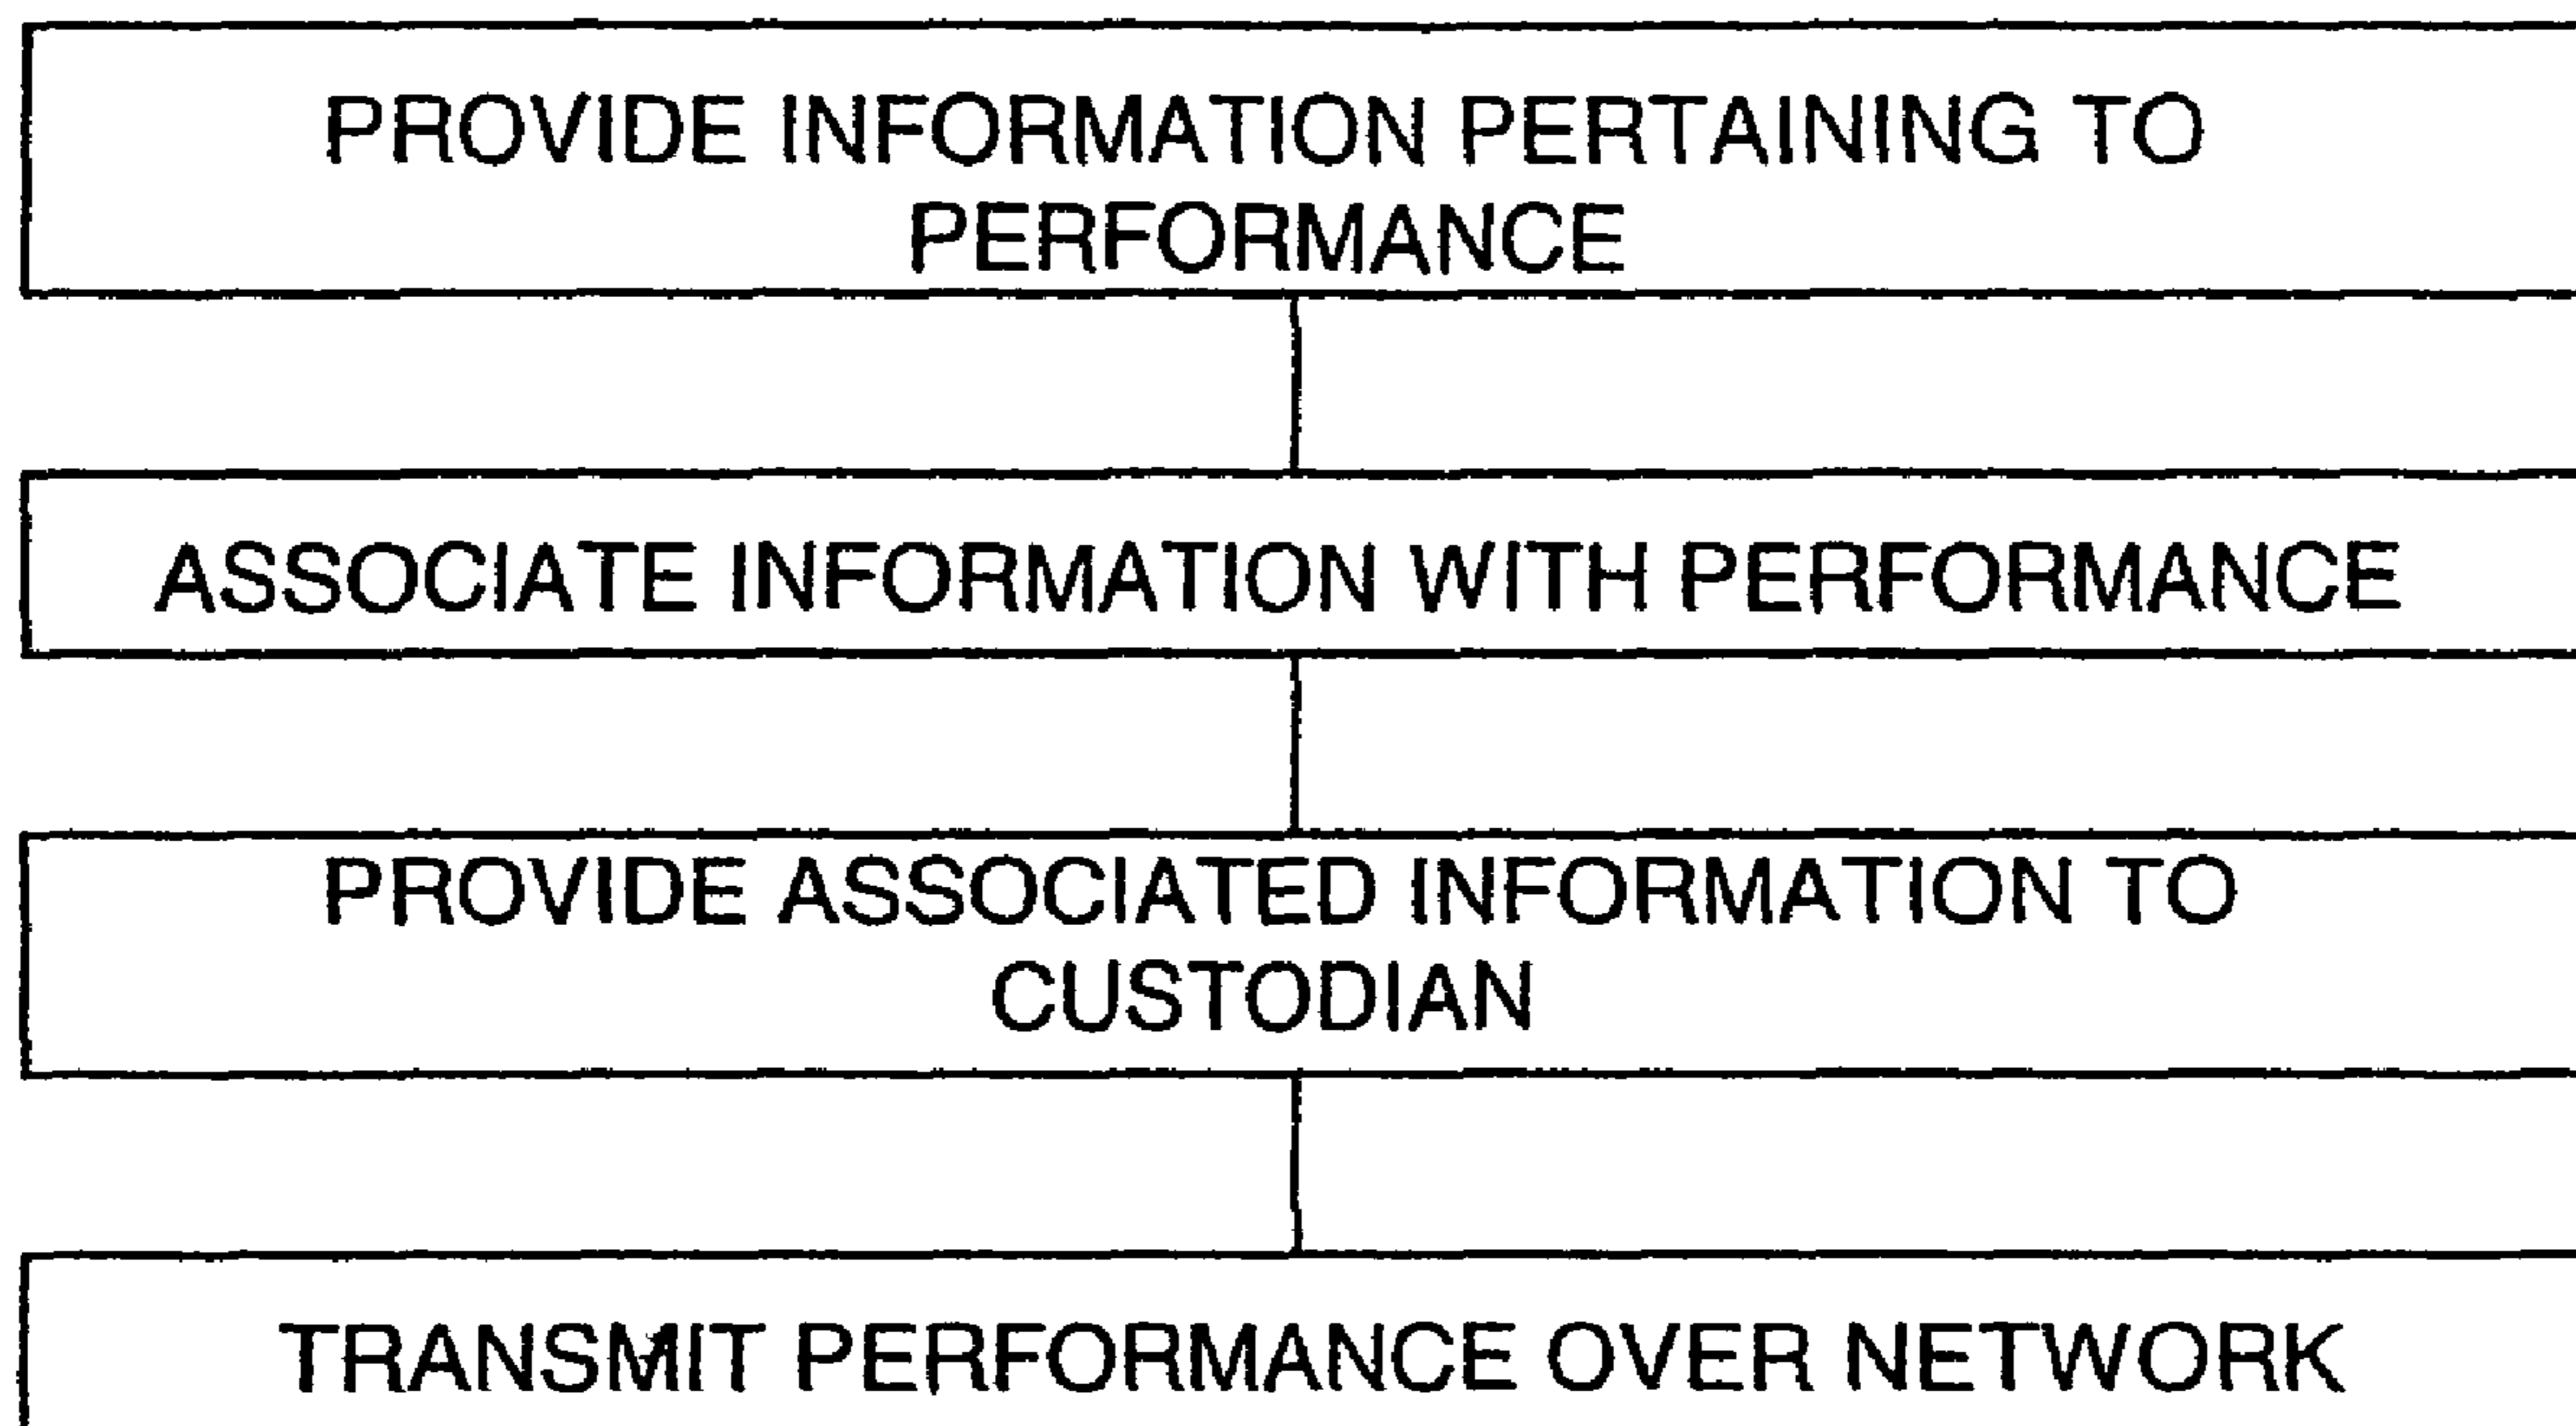 PROVIDE INFORMATION PERTAINING TO
PERFORMANCE
ASSOCIATE INFORMATION WITH PERFORMANCE
PROVIDE ASSOCIATED INFORMATION TO
CUSTODIAN
TRANSMIT PERFORMANCE OVER NETWORK